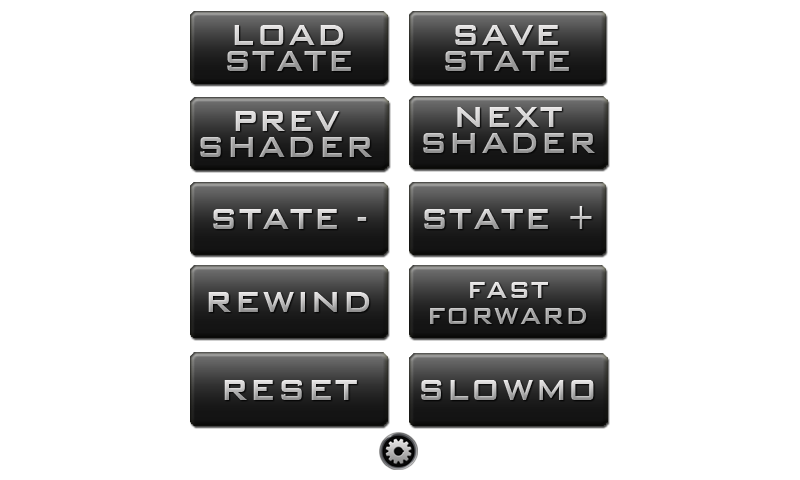 LOAD
STATE
SAVE
STATE
PREV
SHADER
NEXT
SHADER
STATE -
STATE +
REWIND
FAST
FORWARD
RESET
SLOWMO